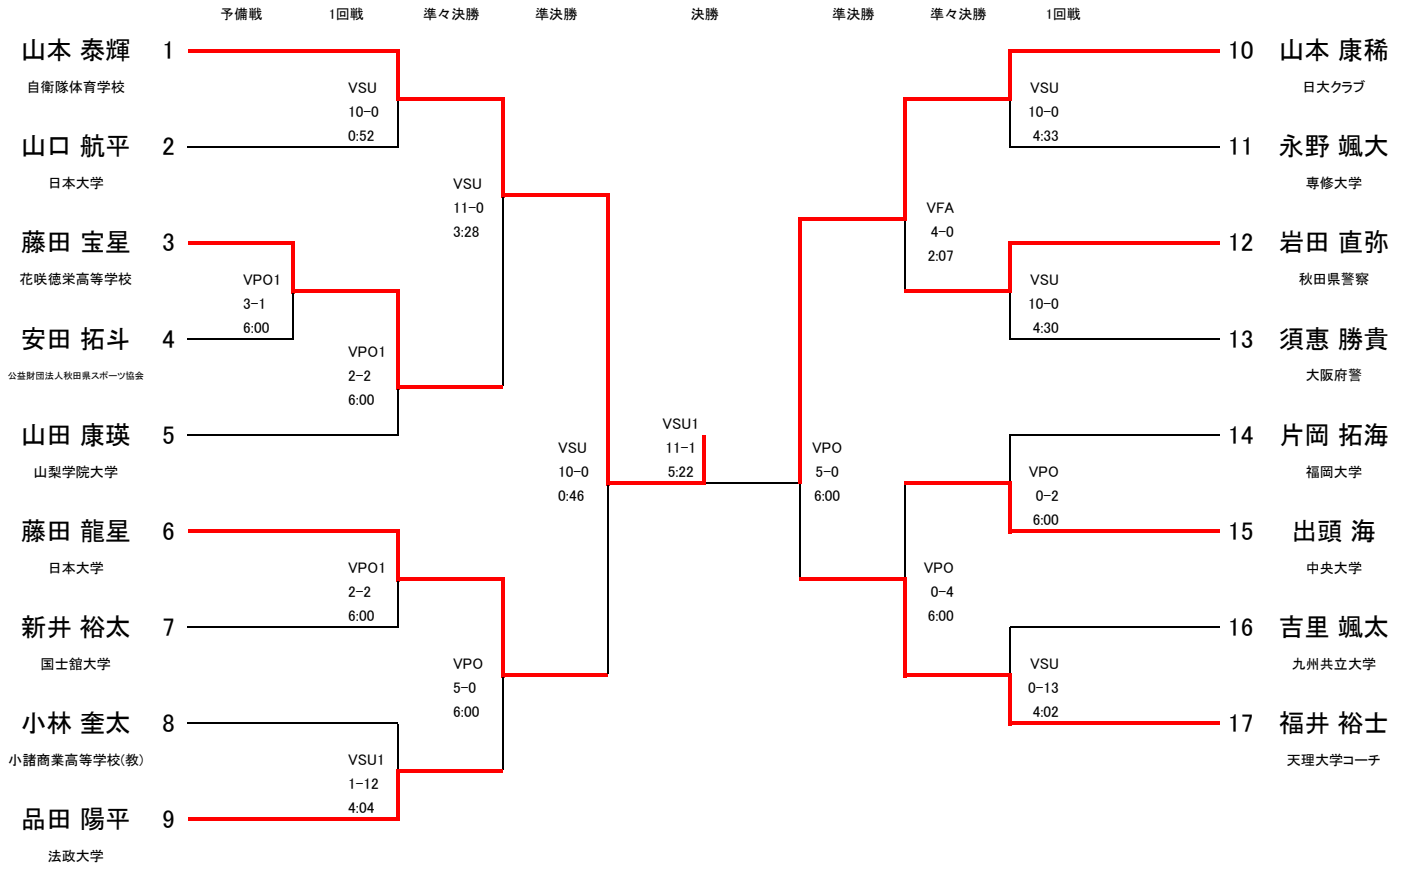 予備戦 1回戦 準々決勝 準決勝 決勝 準決勝 準々決勝 1回戦
山本 泰輝 1
自衛隊体育学校
VSU
10-0
0:52
山口 航平 2
日本大学
VSU
11-0
3:28
藤田 宝星 3
花咲徳栄高等学校
VPO1
3-1
6:00
安田 拓斗 4
公益財団法人秋田県スポーツ協会
VPO1
2-2
6:00
山田 康瑛 5
山梨学院大学
VSU
10-0
0:46
藤田 龍星 6
日本大学
VPO1
2-2
6:00
新井 裕太 7
国士舘大学
VPO
5-0
6:00
小林 奎太 8
小諸商業高等学校(教)
VSU1
1-12
4:04
品田 陽平 9
法政大学
VSU1
11-1
5:22
10 山本 康稀
日大クラブ
VSU
10-0
4:33
11 永野 颯大
専修大学
VFA
4-0
2:07
12 岩田 直弥
秋田県警察
VSU
10-0
4:30
13 須恵 勝貴
大阪府警
VPO
5-0
6:00
14 片岡 拓海
福岡大学
VPO
0-2
6:00
15 出頭 海
中央大学
VPO
0-4
6:00
16 吉里 颯太
九州共立大学
VSU
0-13
4:02
17 福井 裕士
天理大学コーチ